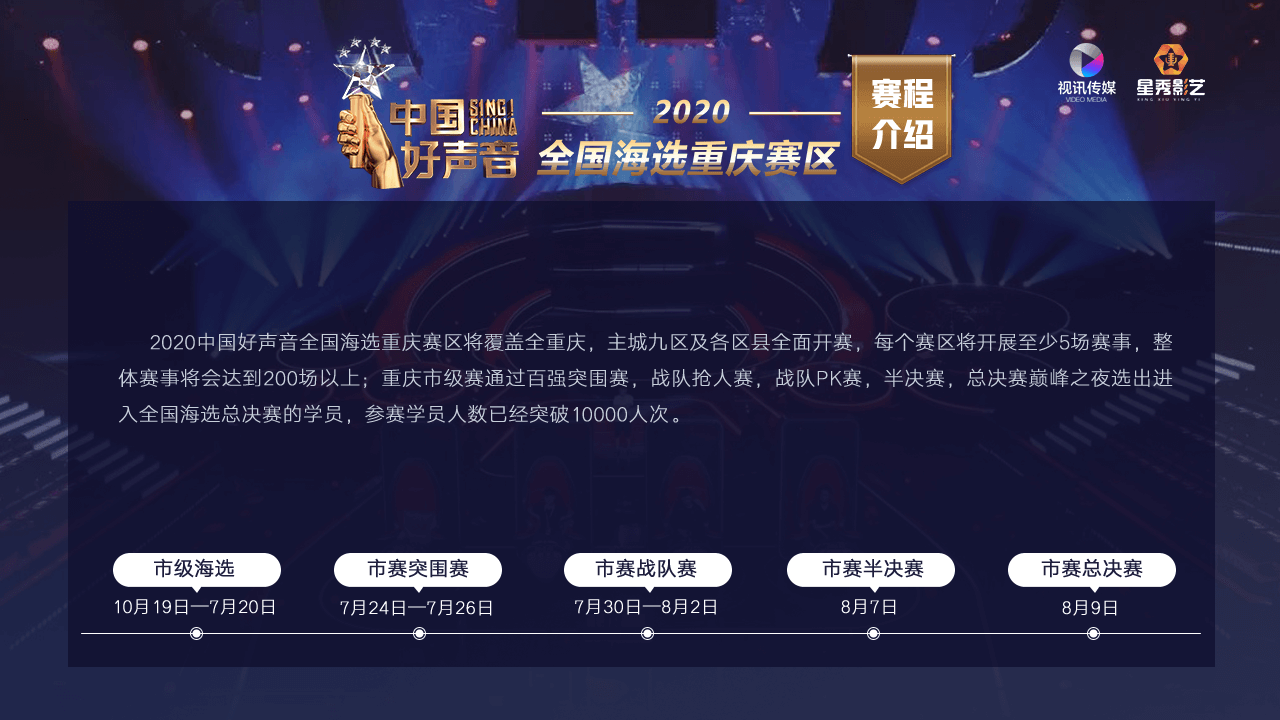 中国
SING!
CHINA
好声音
2020
全国海选重庆赛区
赛程
介绍
视讯传媒
VIDEO MEDIA
星秀影艺
XING XIU YING YI
2020中国好声音全国海选重庆赛区将覆盖全重庆，主城九区及各区县全面开赛，每个赛区将开展至少5场赛事，整
体赛事将会达到200场以上；重庆市级赛通过百强突围赛，战队抢人赛，战队PK赛，半决赛，总决赛巅峰之夜选出进
入全国海选总决赛的学员，参赛学员人数已经突破10000人次。
市级海选
10月19日—7月20日
市赛突围赛
7月24日—7月26日
市赛战队赛
7月30日—8月2日
市赛半决赛
8月7日
市赛总决赛
8月9日